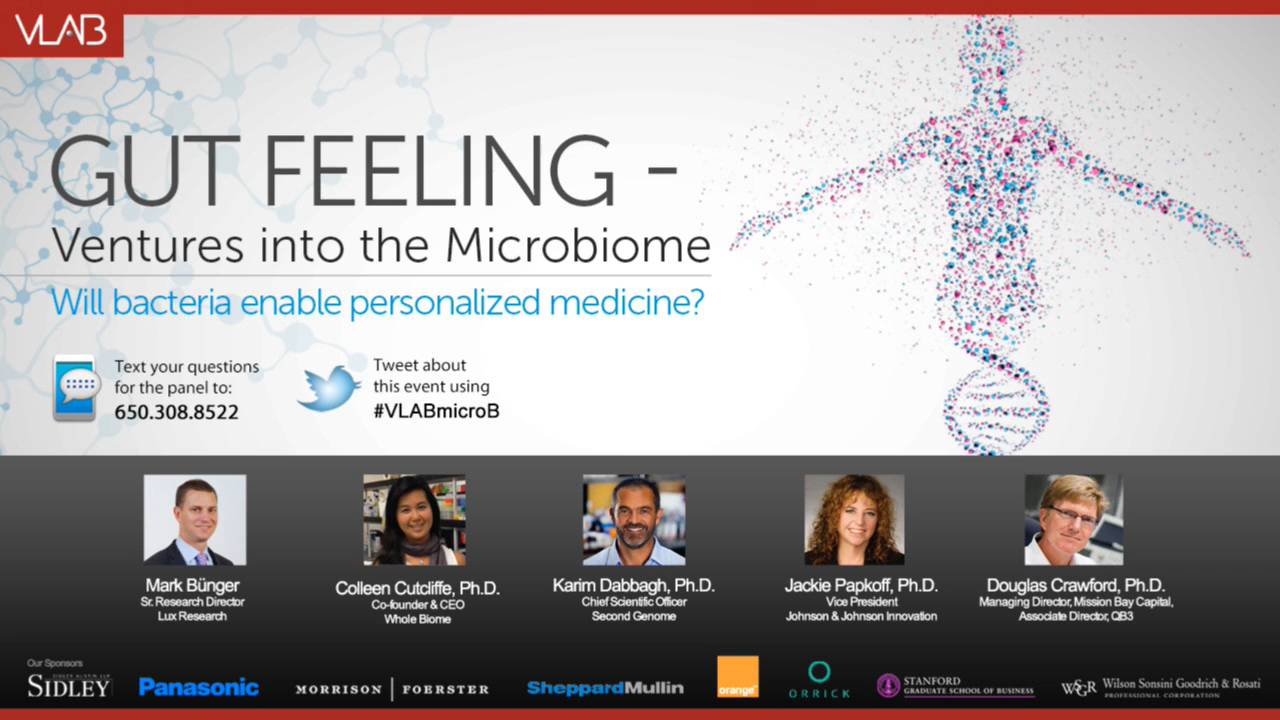 VLAB
GUT FEELING -
Ventures into the Microbiome
Will bacteria enable personalized medicine?
Text your questions
for the panel to:
650.308.8522
Tweet about
this event using
#VLABmicroB
Mark Bünger
Sr. Research Director
Lux Research
Colleen Cutcliffe, Ph.D.
Co-founder & CEO
Whole Biome
Karim Dabbagh, Ph.D.
Chief Scientific Officer
Second Genome
Jackie Papkoff, Ph.D.
Vice President
Johnson & Johnson Innovation
Douglas Crawford, Ph.D.
Managing Director, Mission Bay Capital,
Associate Director, QB3
Our Sponsors
SIDLEY AUSTIN LLP
SIDLEY
Panasonic
MORRISON | FOERSTER
SheppardMullin
orange™
ORRICK
STANFORD
GRADUATE SCHOOL OF BUSINESS
WSGR Wilson Sonsini Goodrich & Rosati
PROFESSIONAL CORPORATION